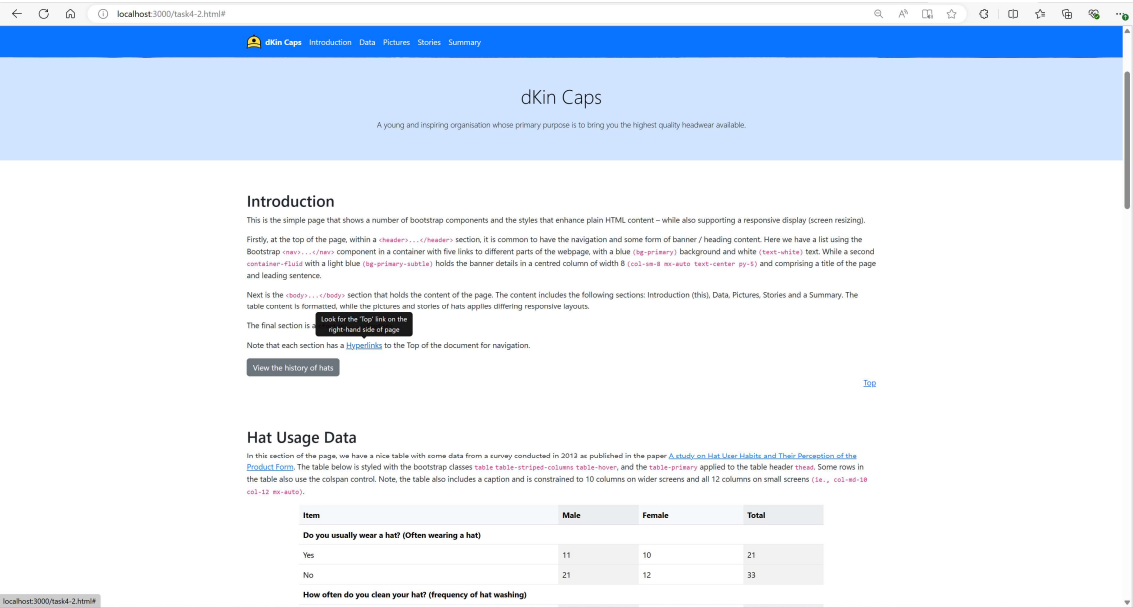 localhost:3000/task4-2.html#
dKin Caps Introduction Data Pictures Stories Summary
dKin Caps
A young and inspiring organisation whose primary purpose is to bring you the highest quality headwear available.
Introduction
This is the simple page that shows a number of bootstrap components and the styles that enhance plain HTML content – while also supporting a responsive display (screen resizing).
Firstly, at the top of the page, within a <header>...</header> section, it is common to have the navigation and some form of banner / heading content. Here we have a list using the
Bootstrap <nav>...</nav> component in a container with five links to different parts of the webpage, with a blue (bg-primary) background and white (text-white) text. While a second
container-fluid with a light blue (bg-primary-subtle) holds the banner details in a centred column of width 8 (col-sm-8 mx-auto text-center py-5) and comprising a title of the page
and leading sentence.
Next is the <body>...</body> section that holds the content of the page. The content includes the following sections: Introduction (this), Data, Pictures, Stories and a Summary. The
table content is formatted, while the pictures and stories of hats applies differing responsive layouts.
The final section is a
Look for the 'Top' link on the
right-hand side of page
Note that each section has a Hyperlinks to the Top of the document for navigation.
View the history of hats
Top
Hat Usage Data
In this section of the page, we have a nice table with some data from a survey conducted in 2013 as published in the paper A study on Hat User Habits and Their Perception of the
Product Form. The table below is styled with the bootstrap classes table table-striped-columns table-hover, and the table-primary applied to the table header thead. Some rows in
the table also use the colspan control. Note, the table also includes a caption and is constrained to 10 columns on wider screens and all 12 columns on small screens (ie., col-md-10
col-12 mx-auto).
Item Male Female Total
Do you usually wear a hat? (Often wearing a hat)
Yes 11 10 21
No 21 12 33
How often do you clean your hat? (frequency of hat washing)
localhost:3000/task4-2.html#